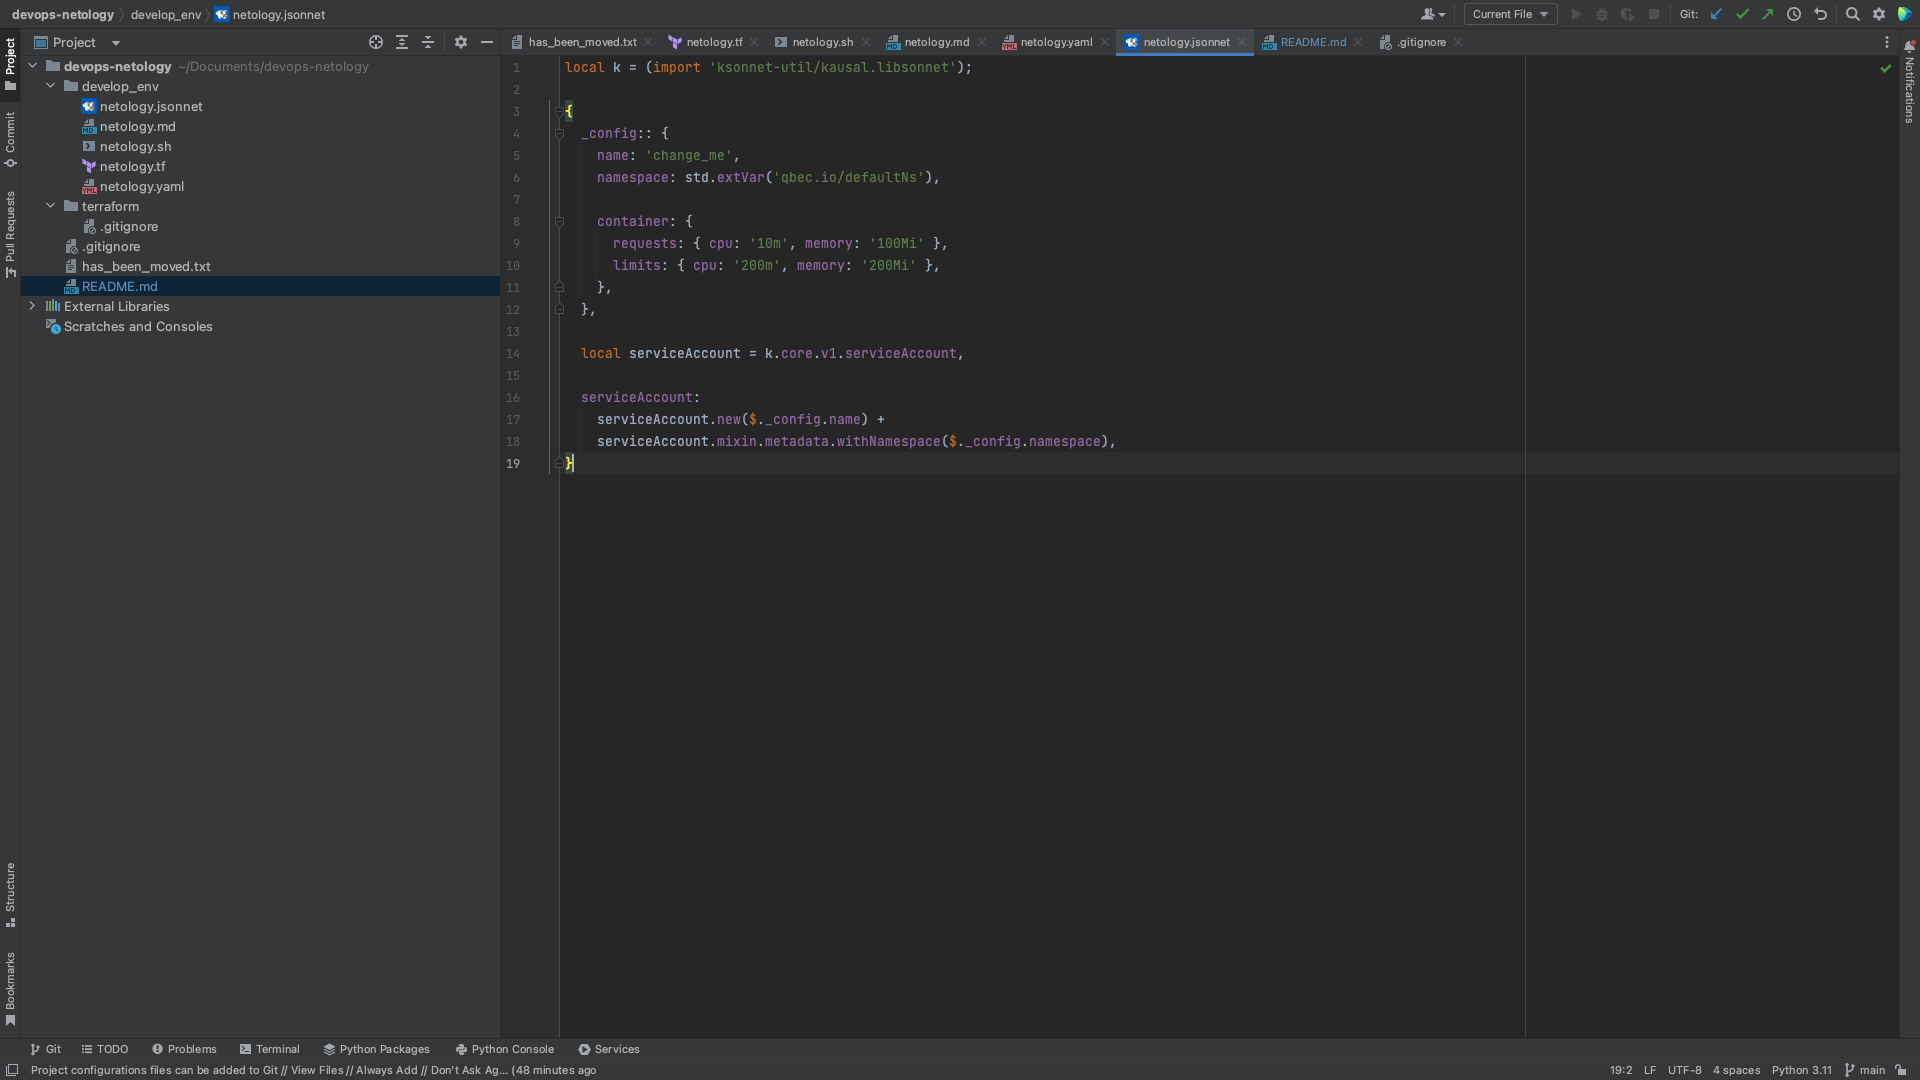 devops-netology develop_env netology.jsonnet Current File Git:
Project
has_been_moved.txt netology.tf netology.sh netology.md netology.yaml netology.jsonnet README.md .gitignore
Project
Commit
Pull Requests
Structure
Bookmarks
Notifications
devops-netology ~/Documents/devops-netology
develop_env
netology.jsonnet
netology.md
netology.sh
netology.tf
netology.yaml
terraform
.gitignore
.gitignore
has_been_moved.txt
README.md
External Libraries
Scratches and Consoles
1 local k = (import 'ksonnet-util/kausal.libsonnet');
2
3 {
4 _config:: {
5 name: 'change_me',
6 namespace: std.extVar('qbec.io/defaultNs'),
7
8 container: {
9 requests: { cpu: '10m', memory: '100Mi' },
10 limits: { cpu: '200m', memory: '200Mi' },
11 },
12 },
13
14 local serviceAccount = k.core.v1.serviceAccount,
15
16 serviceAccount:
17 serviceAccount.new($._config.name) +
18 serviceAccount.mixin.metadata.withNamespace($._config.namespace),
19 }
Git TODO Problems Terminal Python Packages Python Console Services
Project configurations files can be added to Git // View Files // Always Add // Don't Ask Ag... (48 minutes ago 19:2 LF UTF-8 4 spaces Python 3.11 main